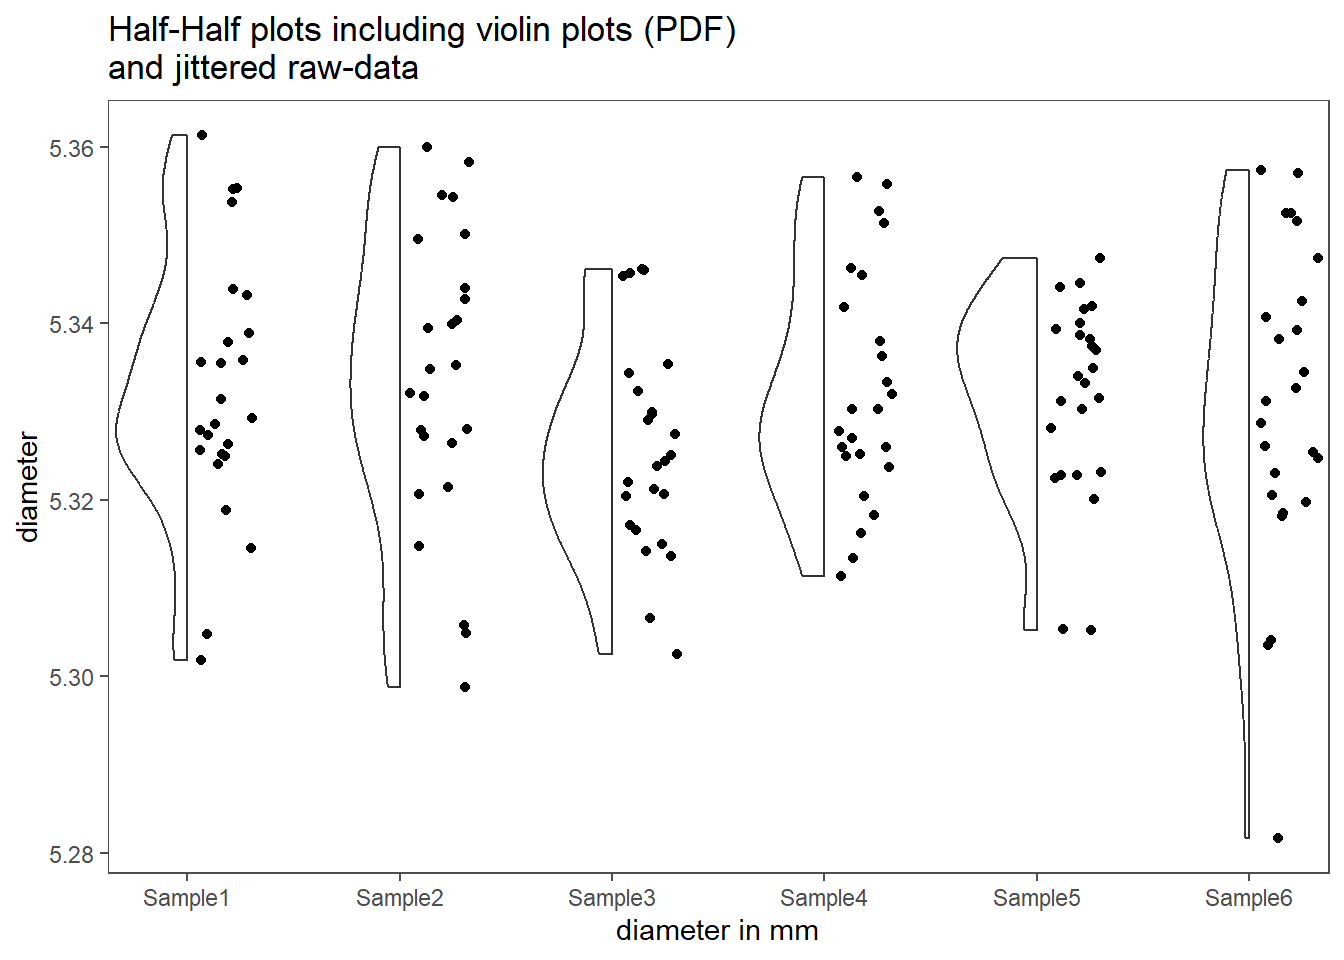 Half-Half plots including violin plots (PDF)
and jittered raw-data
5.36
5.34
5.32
5.30
5.28
diameter
Sample1
Sample2
Sample3
Sample4
Sample5
Sample6
diameter in mm